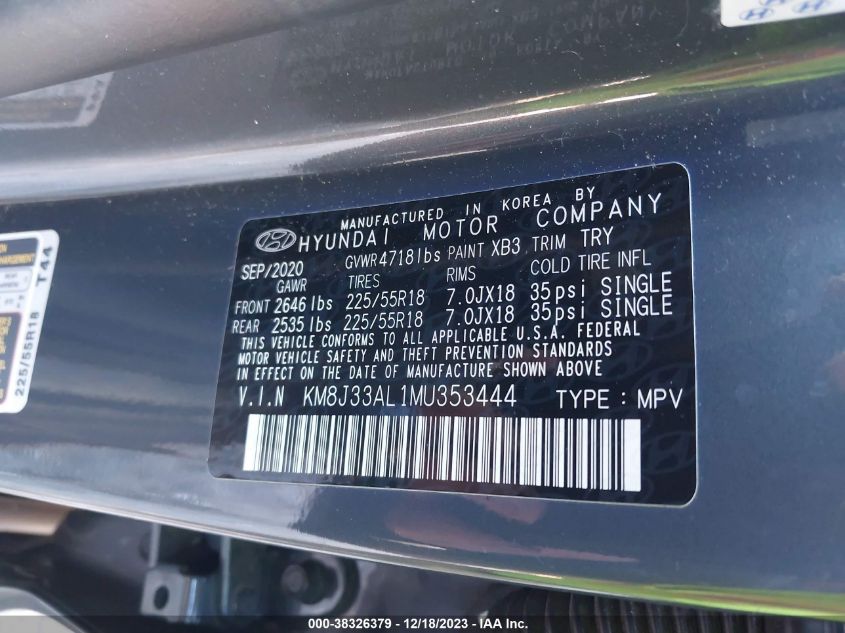 MANUFACTURED IN KOREA BY
HYUNDAI MOTOR COMPANY
SEP/2020 GVWR 4718 lbs PAINT XB3 TRIM TRY
GAWR TIRES RIMS COLD TIRE INFL
FRONT 2646 lbs 225/55R18 7.0JX18 35psi SINGLE
REAR 2535 lbs 225/55R18 7.0JX18 35psi SINGLE
THIS VEHICLE CONFORMS TO ALL APPLICABLE U.S.A. FEDERAL
MOTOR VEHICLE SAFETY AND THEFT PREVENTION STANDARDS
IN EFFECT ON THE DATE OF MANUFACTURE SHOWN ABOVE
V.I.N KM8J33AL1MU353444 TYPE : MPV
225/55R18 T44
000-38326379 - 12/18/2023 - IAAI.com